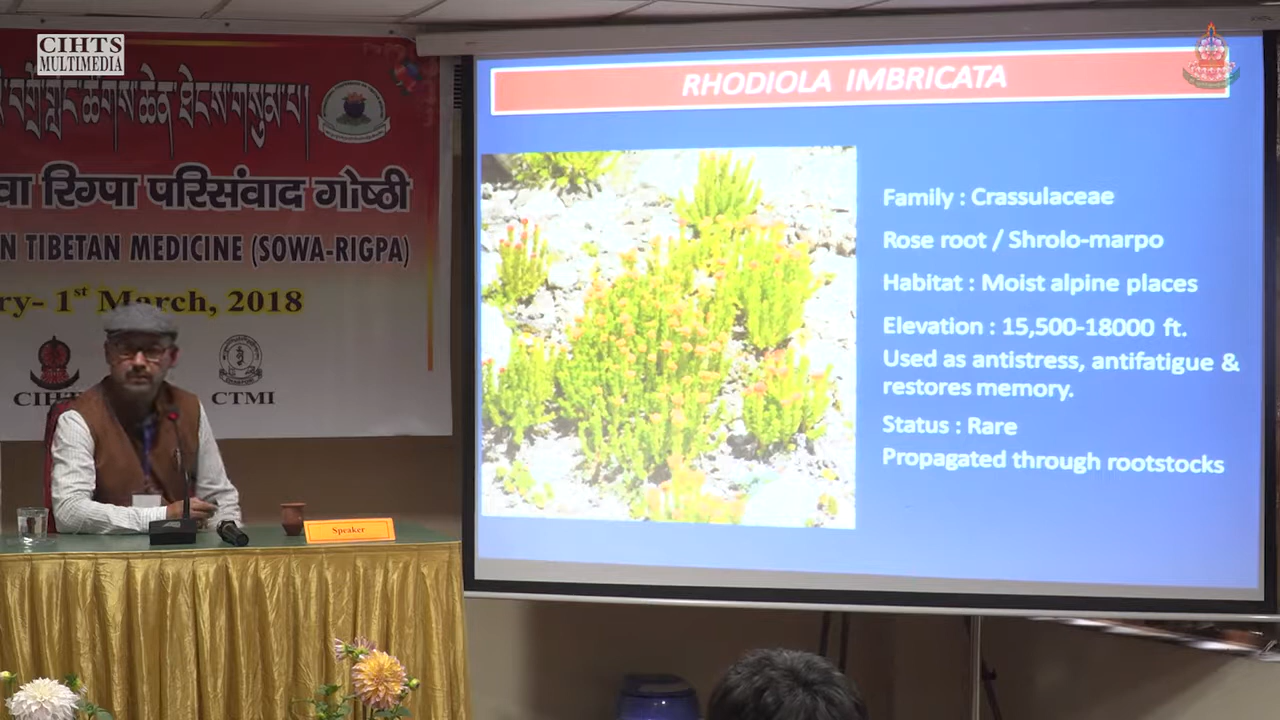 CIHTS
MULTIMEDIA
रिग्पा परिसंवाद गोष्ठी
TIBETAN MEDICINE (SOWA-RIGPA)
1st March, 2018
CTMI
Speaker
RHODIOLA IMBRICATA
Family : Crassulaceae
Rose root / Shrolo-marpo
Habitat : Moist alpine places
Elevation : 15,500-18000 ft.
Used as antistress, antifatigue &
restores memory.
Status : Rare
Propagated through rootstocks